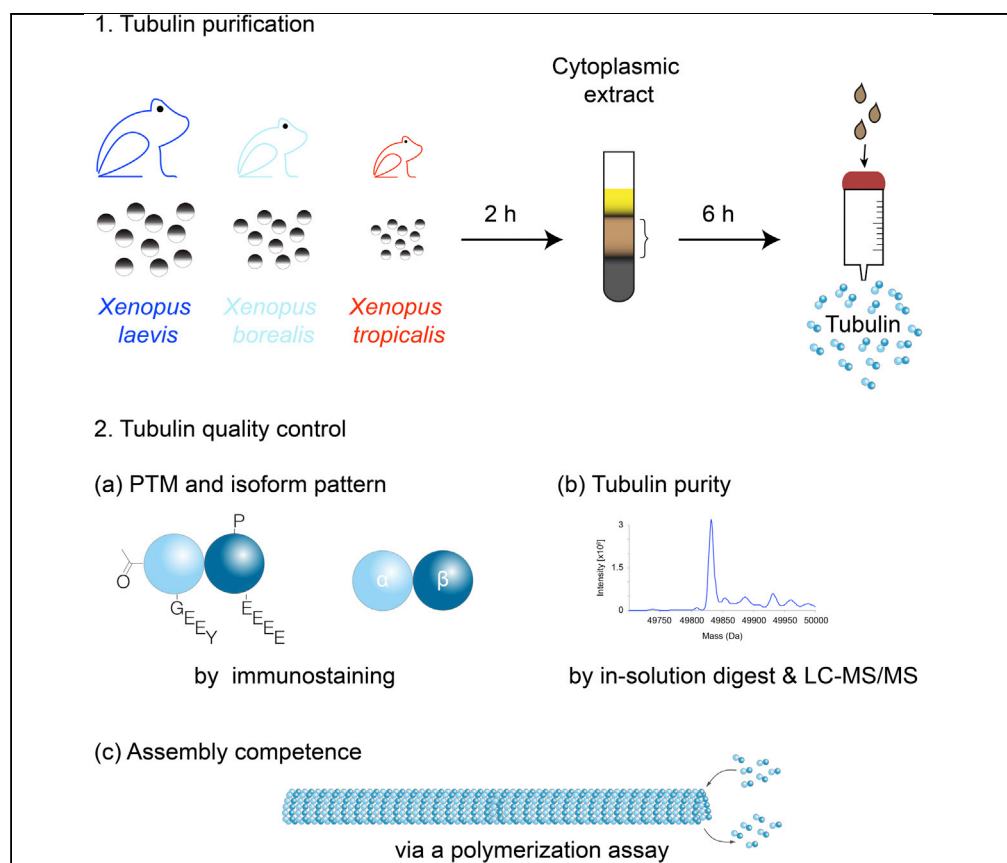 1. Tubulin purification
Cytoplasmic
extract
2 h
6 h
Xenopus
laevis
Xenopus
borealis
Xenopus
tropicalis
Tubulin
2. Tubulin quality control
(a) PTM and isoform pattern
(b) Tubulin purity
P
O
G
E
E
Y
E
E
E
E
α
β
by immunostaining
Intensity [x10⁶]
3
1.5
0
49750 49800 49855 49900 49950 50000
Mass (Da)
by in-solution digest & LC-MS/MS
(c) Assembly competence
via a polymerization assay